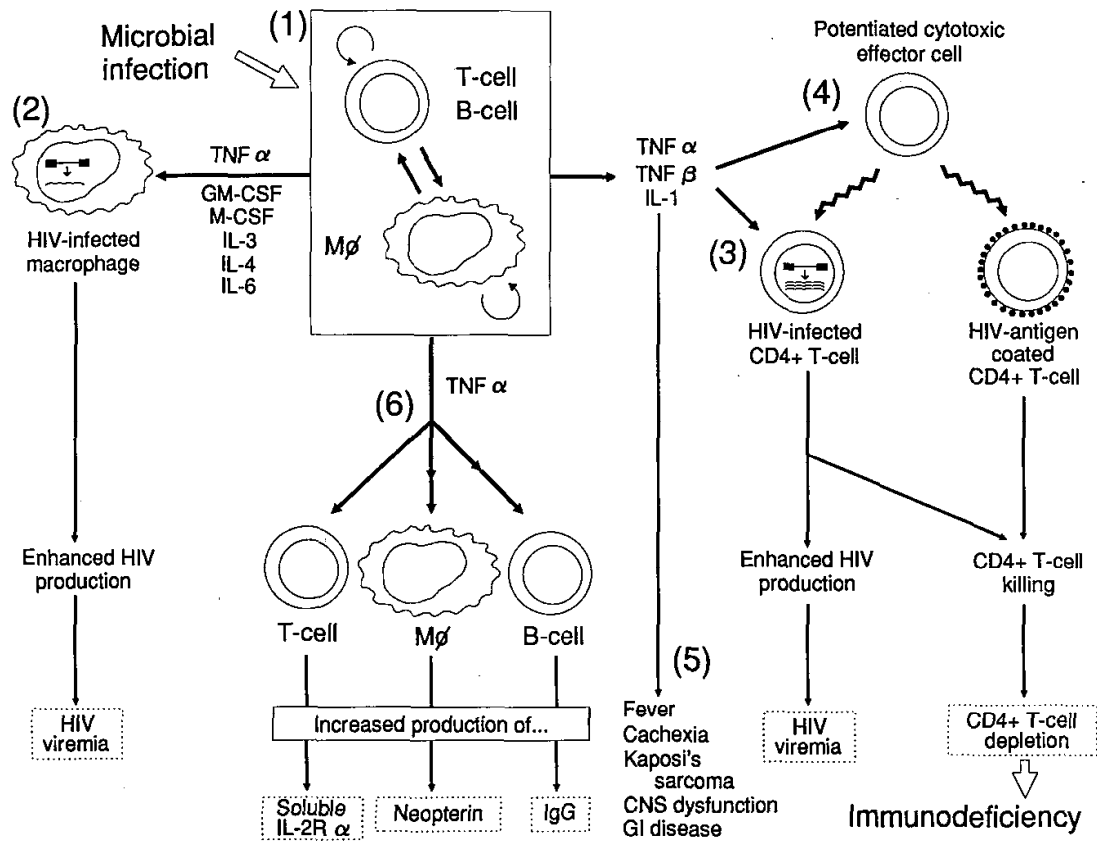 Microbial
infection
(1)
T-cell
B-cell
Mø
(2)
HIV-infected
macrophage
TNF α
GM-CSF
M-CSF
IL-3
IL-4
IL-6
Enhanced HIV
production
HIV
viremia
TNF α
TNF β
IL-1
Potentiated cytotoxic
effector cell
(4)
(3)
HIV-infected
CD4+ T-cell
HIV-antigen
coated
CD4+ T-cell
Enhanced HIV
production
CD4+ T-cell
killing
HIV
viremia
CD4+ T-cell
depletion
Immunodeficiency
(6)
TNF α
T-cell
Mø
B-cell
Increased production of...
Soluble
IL-2R α
Neopterin
IgG
(5)
Fever
Cachexia
Kaposi's
sarcoma
CNS dysfunction
GI disease